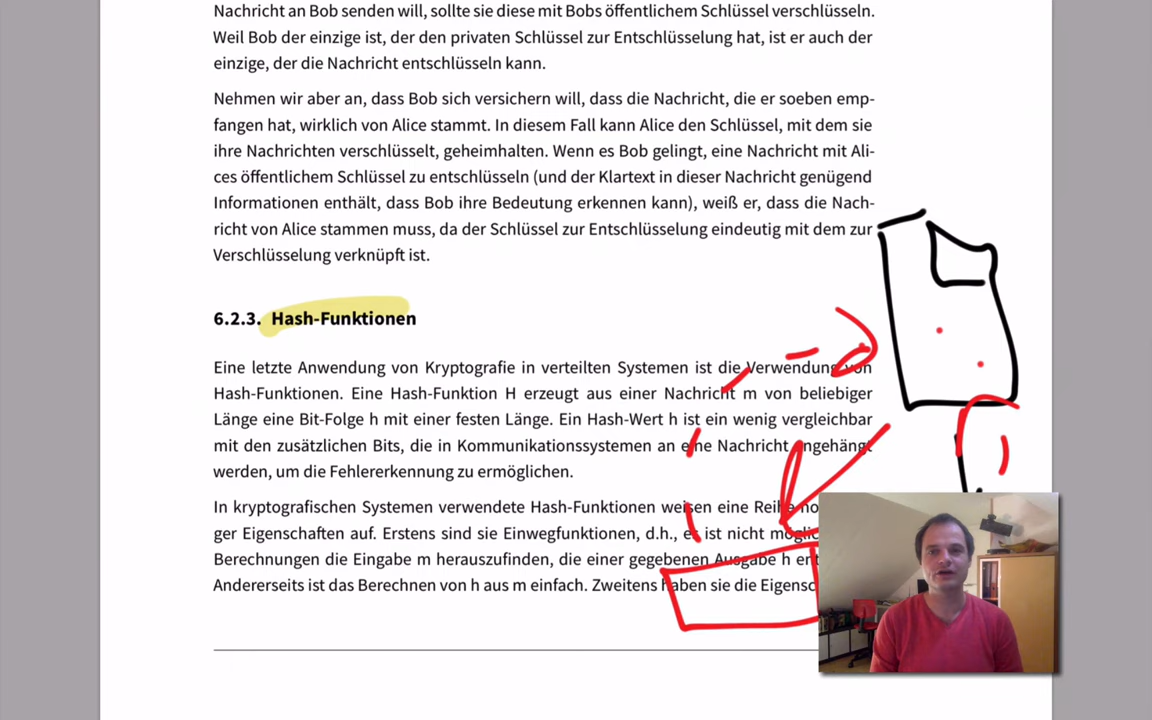 Nachricht an Bob senden will, sollte sie diese mit Bobs öffentlichem Schlüssel verschlüsseln.
Weil Bob der einzige ist, der den privaten Schlüssel zur Entschlüsselung hat, ist er auch der
einzige, der die Nachricht entschlüsseln kann.
Nehmen wir aber an, dass Bob sich versichern will, dass die Nachricht, die er soeben emp-
fangen hat, wirklich von Alice stammt. In diesem Fall kann Alice den Schlüssel, mit dem sie
ihre Nachrichten verschlüsselt, geheimhalten. Wenn es Bob gelingt, eine Nachricht mit Ali-
ces öffentlichem Schlüssel zu entschlüsseln (und der Klartext in dieser Nachricht genügend
Informationen enthält, dass Bob ihre Bedeutung erkennen kann), weiß er, dass die Nach-
richt von Alice stammen muss, da der Schlüssel zur Entschlüsselung eindeutig mit dem zur
Verschlüsselung verknüpft ist.
6.2.3. Hash-Funktionen
Eine letzte Anwendung von Kryptografie in verteilten Systemen ist die Verwendung von
Hash-Funktionen. Eine Hash-Funktion H erzeugt aus einer Nachricht m von beliebiger
Länge eine Bit-Folge h mit einer festen Länge. Ein Hash-Wert h ist ein wenig vergleichbar
mit den zusätzlichen Bits, die in Kommunikationssystemen an eine Nachricht angehängt
werden, um die Fehlererkennung zu ermöglichen.
In kryptografischen Systemen verwendete Hash-Funktionen weisen eine Reihe
ger Eigenschaften auf. Erstens sind sie Einwegfunktionen, d.h., es ist nicht
Berechnungen die Eingabe m herauszufinden, die einer gegebenen Ausgabe h
Andererseits ist das Berechnen von h aus m einfach. Zweitens haben sie die